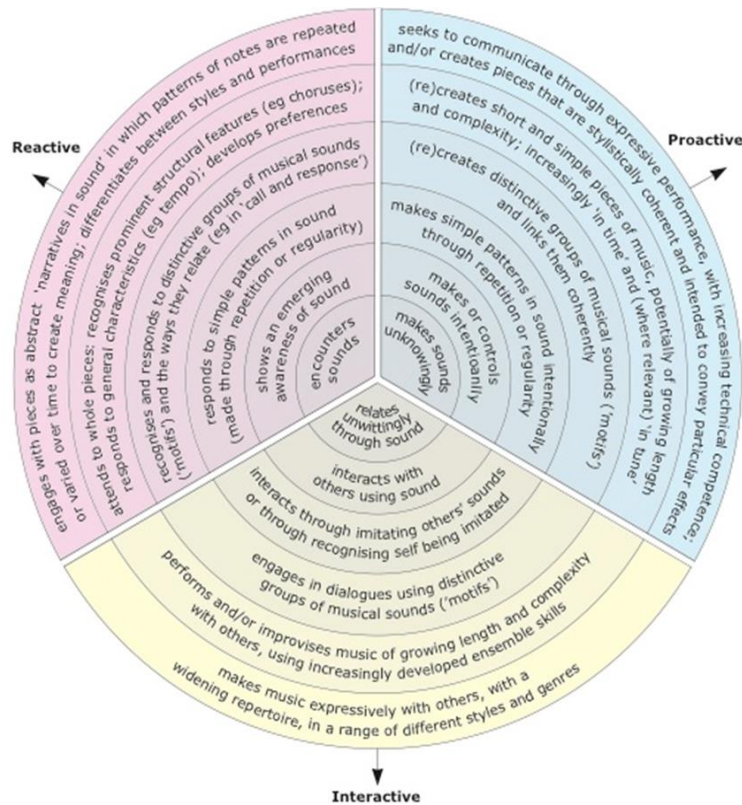 Reactive
engages with pieces as abstract ‘narratives in sound’ in which patterns of notes are repeated
or varied over time to create meaning; differentiates between styles and performances
attends to whole pieces: recognises prominent structural features (eg choruses);
responds to general characteristics (eg tempo); develops preferences
recognises and responds to distinctive groups of musical sounds
(‘motifs’) and the ways they relate (eg in ‘call and response’)
responds to simple patterns in sound
(made through repetition or regularity)
shows an emerging
awareness of sound
encounters
sounds
Proactive
seeks to communicate through expressive performance, with increasing technical competence;
and/or creates pieces that are stylistically coherent and intended to convey particular effects
(re)creates short and simple pieces of music, potentially of growing length
and complexity; increasingly ‘in time’ and (where relevant) ‘in tune’
(re)creates distinctive groups of musical sounds (‘motifs’)
and links them coherently
makes simple patterns in sound intentionally
through repetition or regularity
makes or controls
sounds intentioanlly
makes sounds
unknowingly
relates
unwittingly
through sound
interacts with
others using sound
interacts through imitating others’ sounds
or through recognising self being imitated
engages in dialogues using distinctive
groups of musical sounds (‘motifs’)
performs and/or improvises music of growing length and complexity
with others, using increasingly developed ensemble skills
makes music expressively with others, with a
widening repertoire, in a range of different styles and genres
Interactive